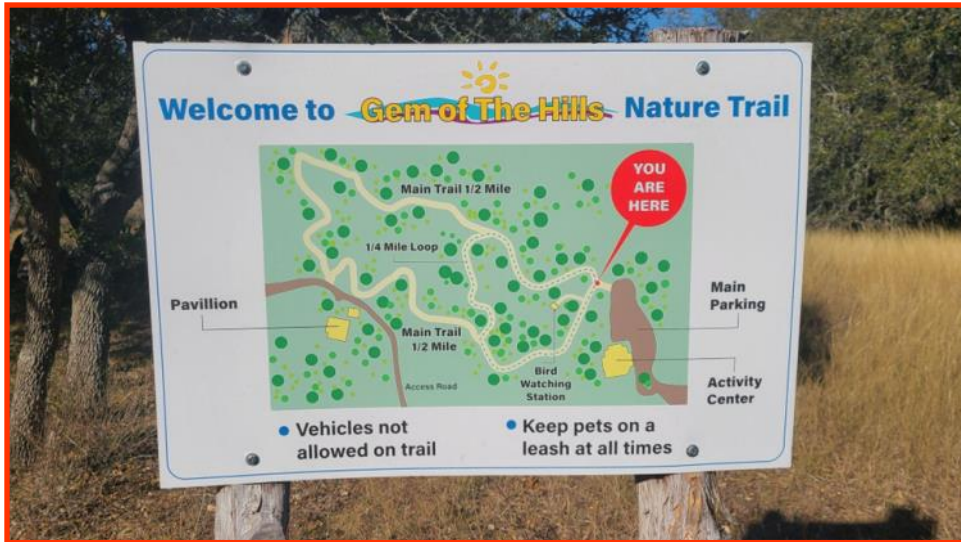 Welcome to Gem of The Hills Nature Trail
YOU
ARE
HERE
Main Trail 1/2 Mile
1/4 Mile Loop
Pavillion
Main
Parking
Main Trail
1/2 Mile
Bird
Watching
Station
Access Road
Activity
Center
Vehicles not
allowed on trail
Keep pets on a
leash at all times